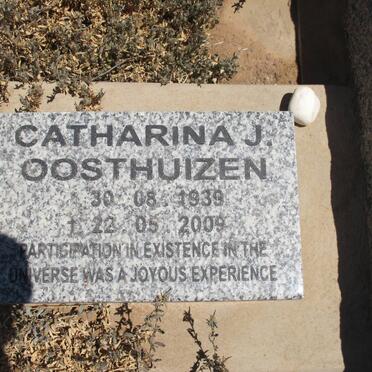 CATHARINA J.
OOSTHUIZEN
30 . 08 . 1939
† 22 . 05 . 2009
PARTICIPATION IN EXISTENCE IN THE
UNIVERSE WAS A JOYOUS EXPERIENCE